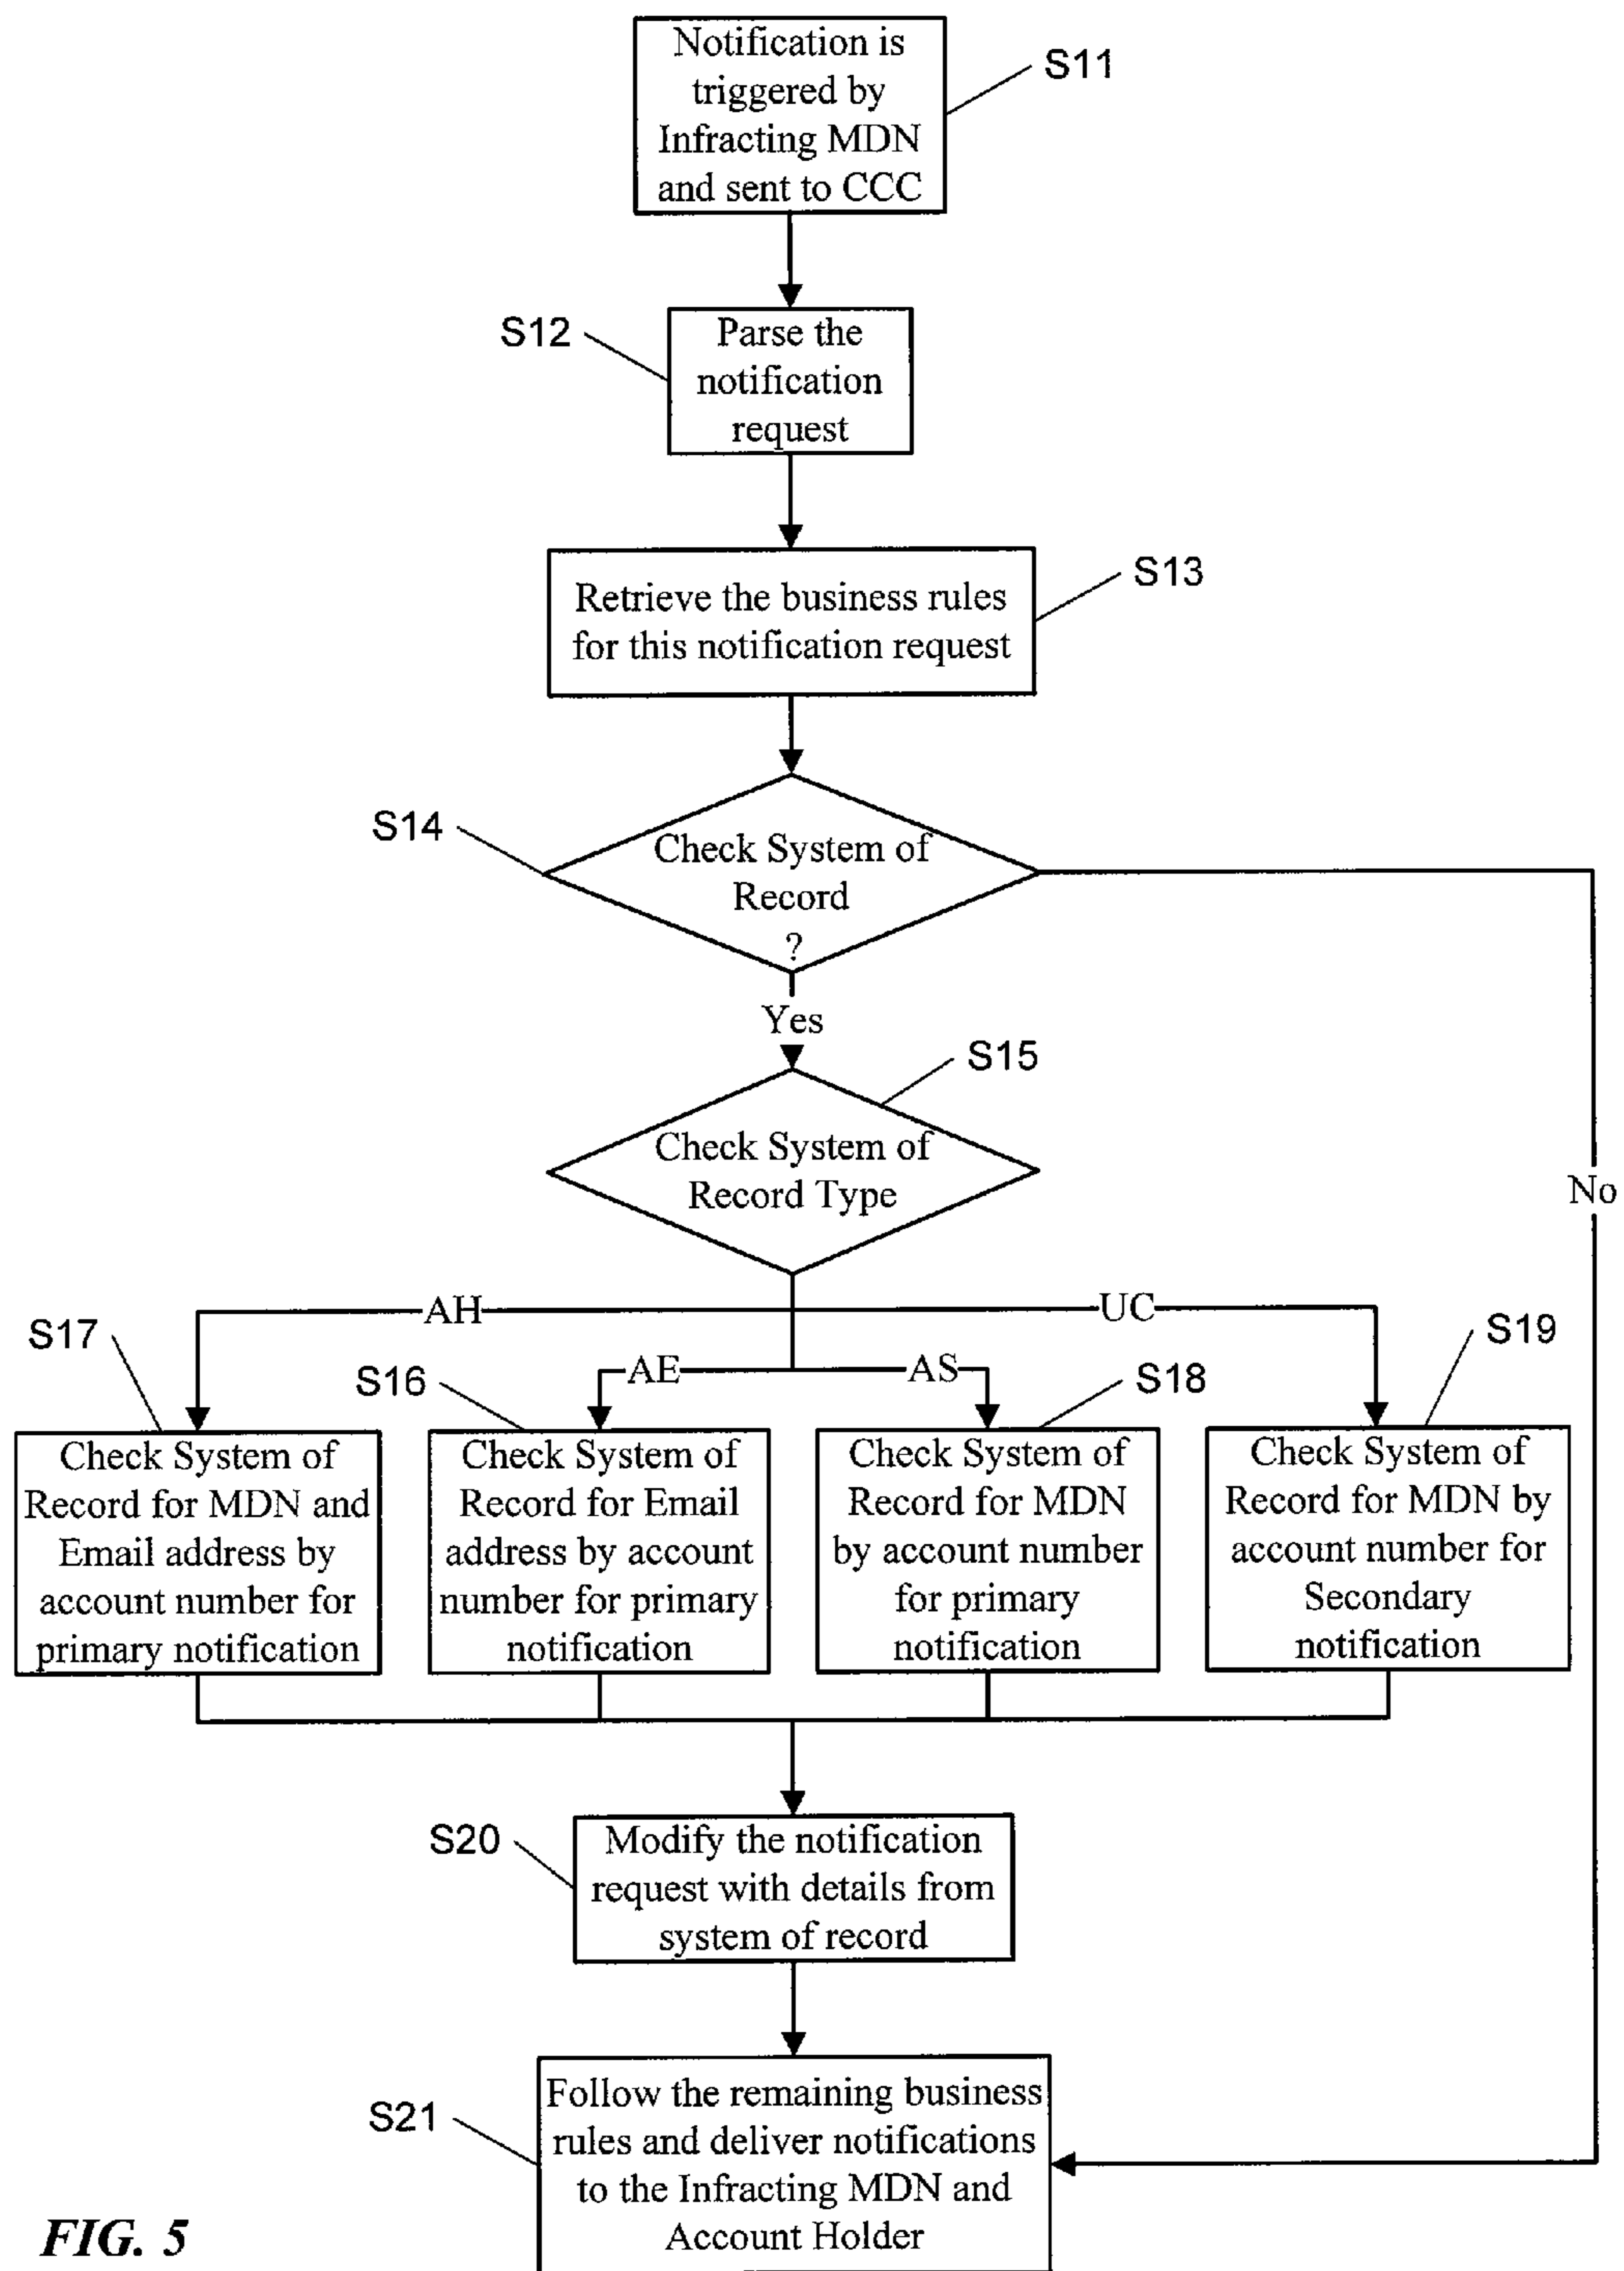 Notification is
triggered by
Infracting MDN
and sent to CCC
S11
S12
Parse the
notification
request
S13
Retrieve the business rules
for this notification request
S14
Check System of
Record
?
Yes
S15
Check System of
Record Type
No
AH
UC
AE
AS
S17
Check System of
Record for MDN and
Email address by
account number for
primary notification
S16
Check System of
Record for Email
address by account
number for primary
notification
S18
Check System of
Record for MDN
by account number
for primary
notification
S19
Check System of
Record for MDN by
account number for
Secondary
notification
S20
Modify the notification
request with details from
system of record
S21
Follow the remaining business
rules and deliver notifications
to the Infracting MDN and
Account Holder
FIG. 5